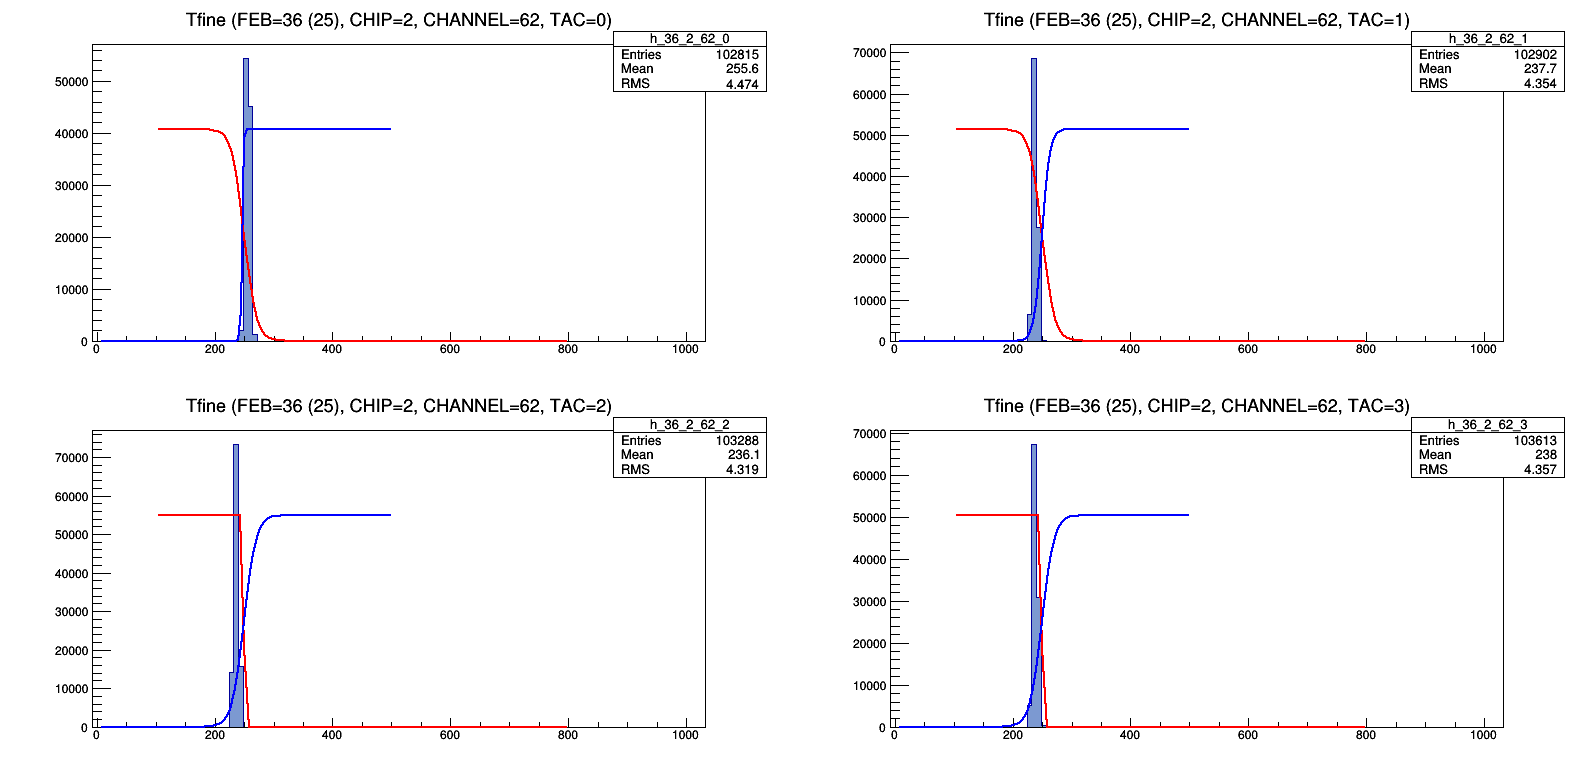 Tfine (FEB=36 (25), CHIP=2, CHANNEL=62, TAC=0)
h_36_2_62_0
Entries 102815
Mean 255.6
RMS 4.474
50000
40000
30000
20000
10000
0
0 200 400 600 800 1000
Tfine (FEB=36 (25), CHIP=2, CHANNEL=62, TAC=1)
h_36_2_62_1
Entries 102902
Mean 237.7
RMS 4.354
70000
60000
50000
40000
30000
20000
10000
0
0 200 400 600 800 1000
Tfine (FEB=36 (25), CHIP=2, CHANNEL=62, TAC=2)
h_36_2_62_2
Entries 103288
Mean 236.1
RMS 4.319
70000
60000
50000
40000
30000
20000
10000
0
0 200 400 600 800 1000
Tfine (FEB=36 (25), CHIP=2, CHANNEL=62, TAC=3)
h_36_2_62_3
Entries 103613
Mean 238
RMS 4.357
70000
60000
50000
40000
30000
20000
10000
0
0 200 400 600 800 1000